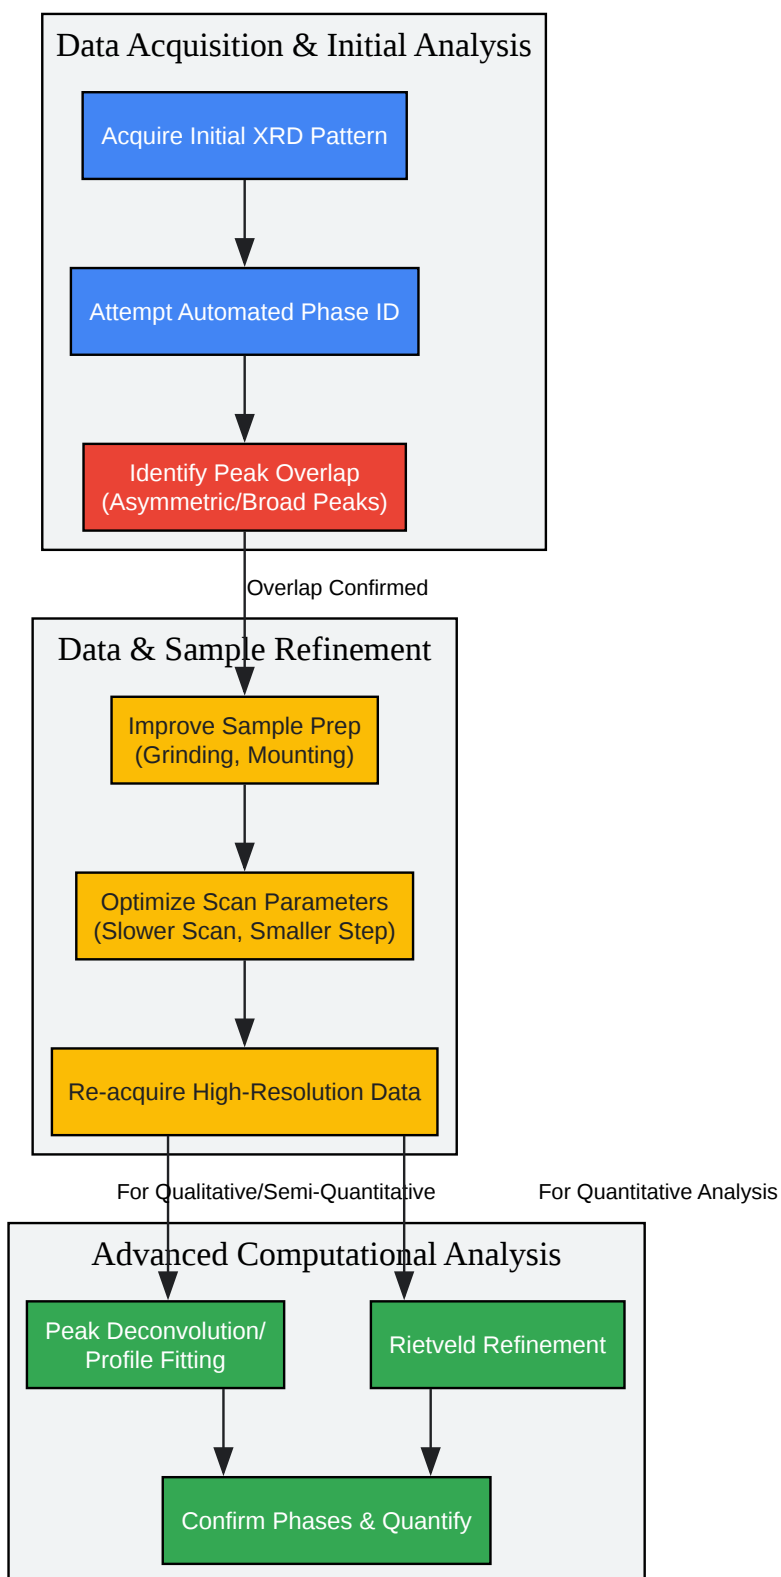 Data Acquisition & Initial Analysis
Acquire Initial XRD Pattern
Attempt Automated Phase ID
Identify Peak Overlap
(Asymmetric/Broad Peaks)
Overlap Confirmed
Data & Sample Refinement
Improve Sample Prep
(Grinding, Mounting)
Optimize Scan Parameters
(Slower Scan, Smaller Step)
Re-acquire High-Resolution Data
For Qualitative/Semi-Quantitative
For Quantitative Analysis
Advanced Computational Analysis
Peak Deconvolution/
Profile Fitting
Rietveld Refinement
Confirm Phases & Quantify